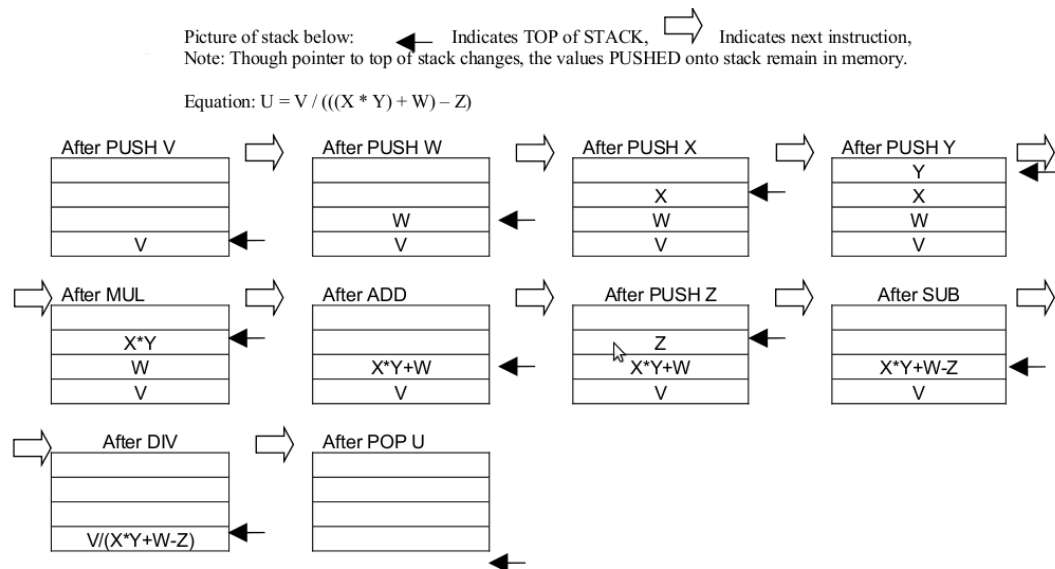 Picture of stack below: Indicates TOP of STACK, Indicates next instruction,
Note: Though pointer to top of stack changes, the values PUSHED onto stack remain in memory.
Equation: U = V / (((X * Y) + W) – Z)
After PUSH V
V
After PUSH W
W
V
After PUSH X
X
W
V
After PUSH Y
Y
X
W
V
After MUL
X*Y
W
V
After ADD
X*Y+W
V
After PUSH Z
Z
X*Y+W
V
After SUB
X*Y+W-Z
V
After DIV
V/(X*Y+W-Z)
After POP U